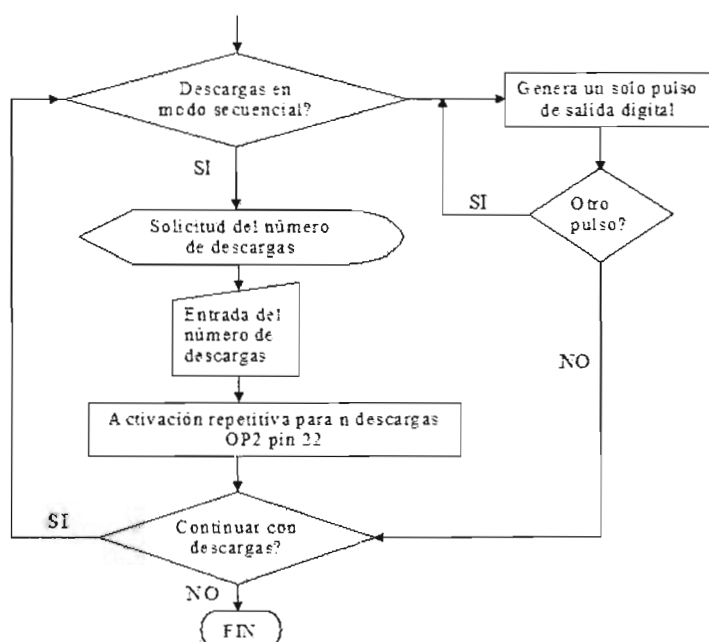 Descargas en
modo secuencial?
Genera un solo pulso
de salida digital
SI
SI
Otro
pulso?
Solicitud del número
de descargas
Entrada del
número de
descargas
NO
Activación repetitiva para n descargas
OP2 pin 22
SI
Continuar con
descargas?
NO
FIN